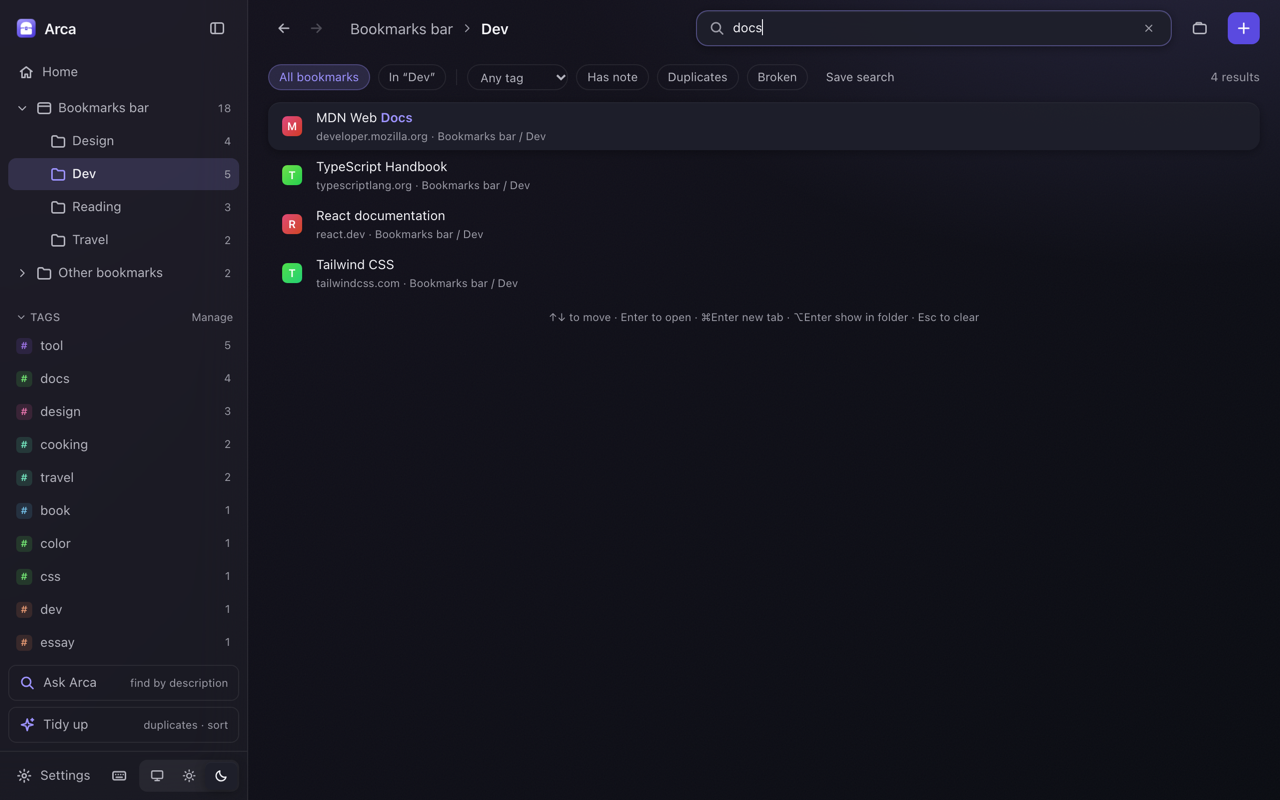 Arca
Bookmarks bar
Dev
docs
Home
Bookmarks bar 18
Design 4
Dev 5
Reading 3
Travel 2
Other bookmarks 2
TAGS Manage
# tool 5
# docs 4
# design 3
# cooking 2
# travel 2
# book 1
# color 1
# css 1
# dev 1
# essay 1
Ask Arca find by description
Tidy up duplicates · sort
Settings
All bookmarks In “Dev” Any tag Has note Duplicates Broken Save search 4 results
M MDN Web Docs
developer.mozilla.org · Bookmarks bar / Dev
T TypeScript Handbook
typescriptlang.org · Bookmarks bar / Dev
R React documentation
react.dev · Bookmarks bar / Dev
T Tailwind CSS
tailwindcss.com · Bookmarks bar / Dev
↑↓ to move · Enter to open · ⌘Enter new tab · ⌥Enter show in folder · Esc to clear